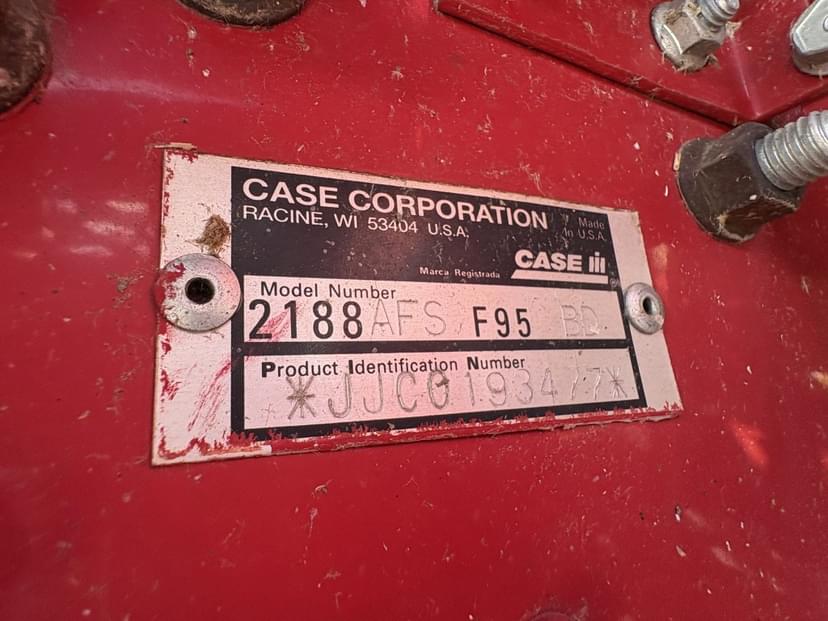 CASE CORPORATION
RACINE, WI 53404 U.S.A.
Made
in U.S.A.
Marca Registrada
CASE IH
®
Model Number
2188 AFS F95 BD
Product Identification Number
*JJC0193477*